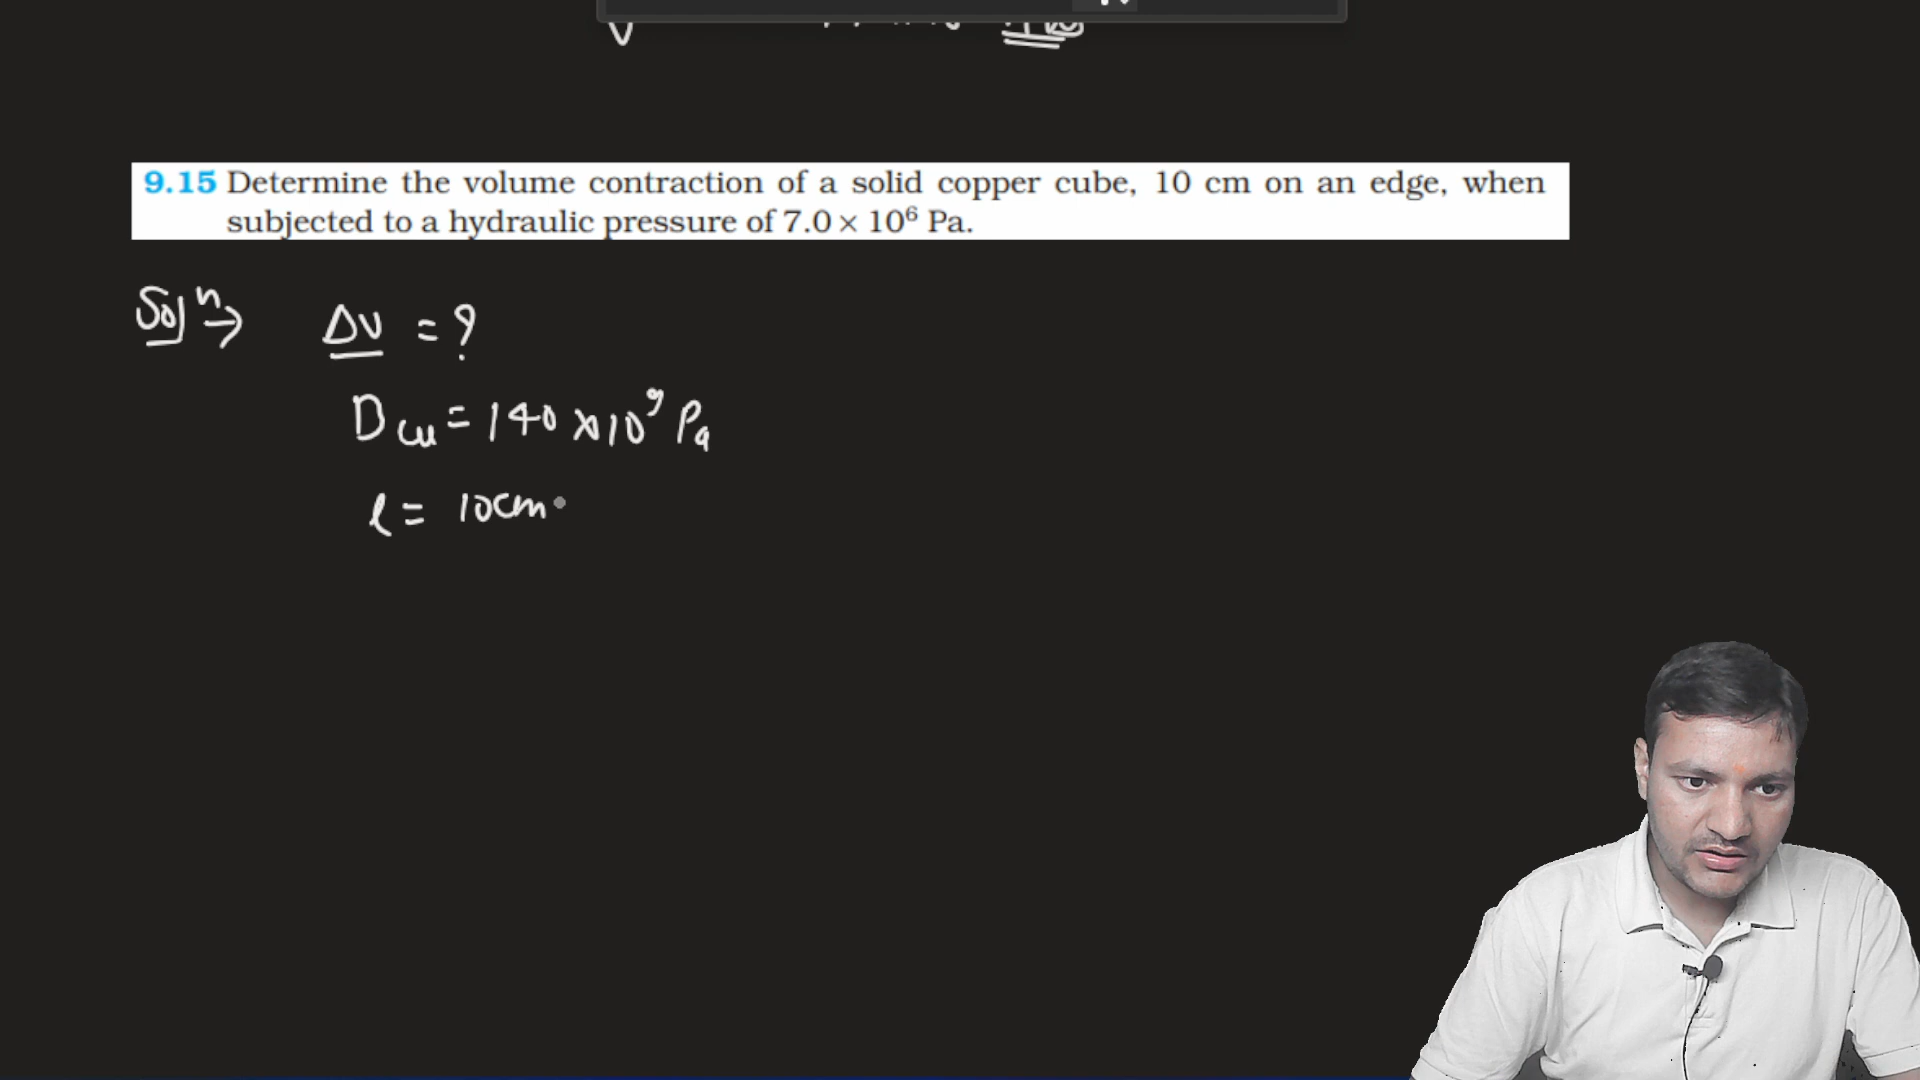 9.15 Determine the volume contraction of a solid copper cube, 10 cm on an edge, when
subjected to a hydraulic pressure of 7.0 × 10⁶ Pa.
Solⁿ ⇒ ΔV = ?
D cu = 140 × 10⁹ Pa
l = 10cm